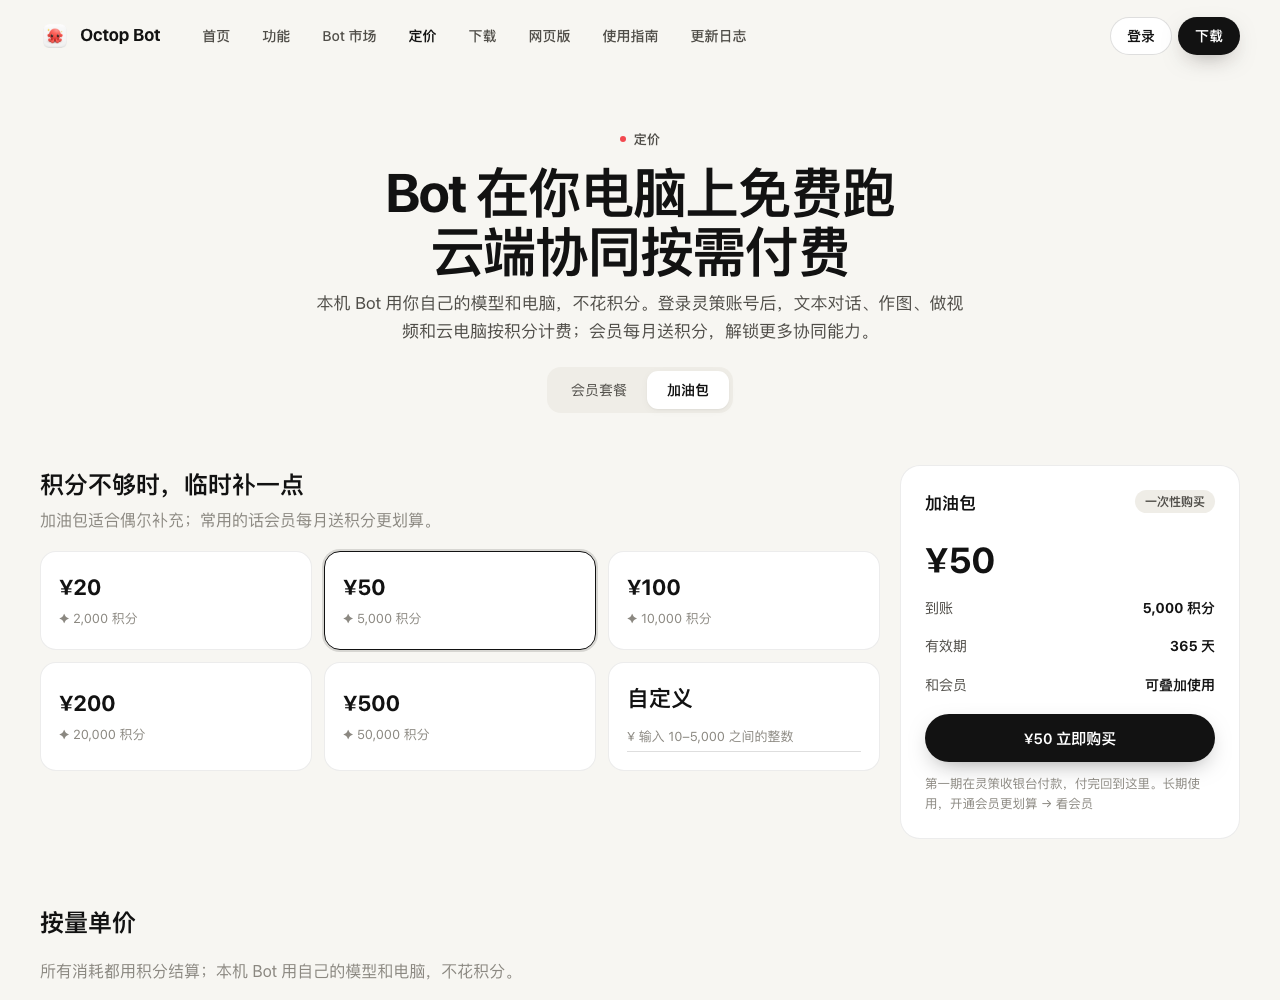 Octop Bot
首页
功能
Bot 市场
定价
下载
网页版
使用指南
更新日志
登录
下载
定价
Bot 在你电脑上免费跑
云端协同按需付费
本机 Bot 用你自己的模型和电脑，不花积分。登录灵策账号后，文本对话、作图、做视
频和云电脑按积分计费；会员每月送积分，解锁更多协同能力。
会员套餐
加油包
积分不够时，临时补一点
加油包适合偶尔补充；常用的话会员每月送积分更划算。
¥20
✦ 2,000 积分
¥50
✦ 5,000 积分
¥100
✦ 10,000 积分
¥200
✦ 20,000 积分
¥500
✦ 50,000 积分
自定义
¥ 输入 10–5,000 之间的整数
加油包
一次性购买
¥50
到账
5,000 积分
有效期
365 天
和会员
可叠加使用
¥50 立即购买
第一期在灵策收银台付款，付完回到这里。长期使
用，开通会员更划算 → 看会员
按量单价
所有消耗都用积分结算；本机 Bot 用自己的模型和电脑，不花积分。